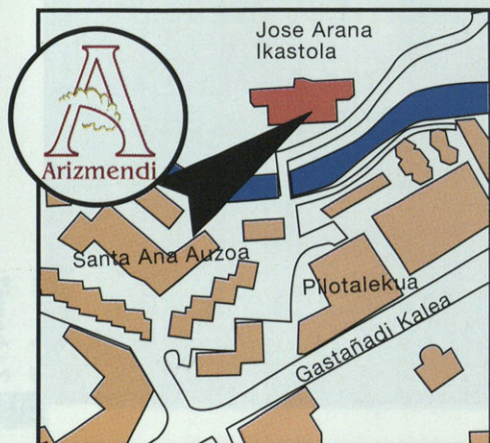 Jose Arana
Ikastola
A
Arizmendi
Santa Ana Auzoa
Pilotalekua
Gastañadi Kalea